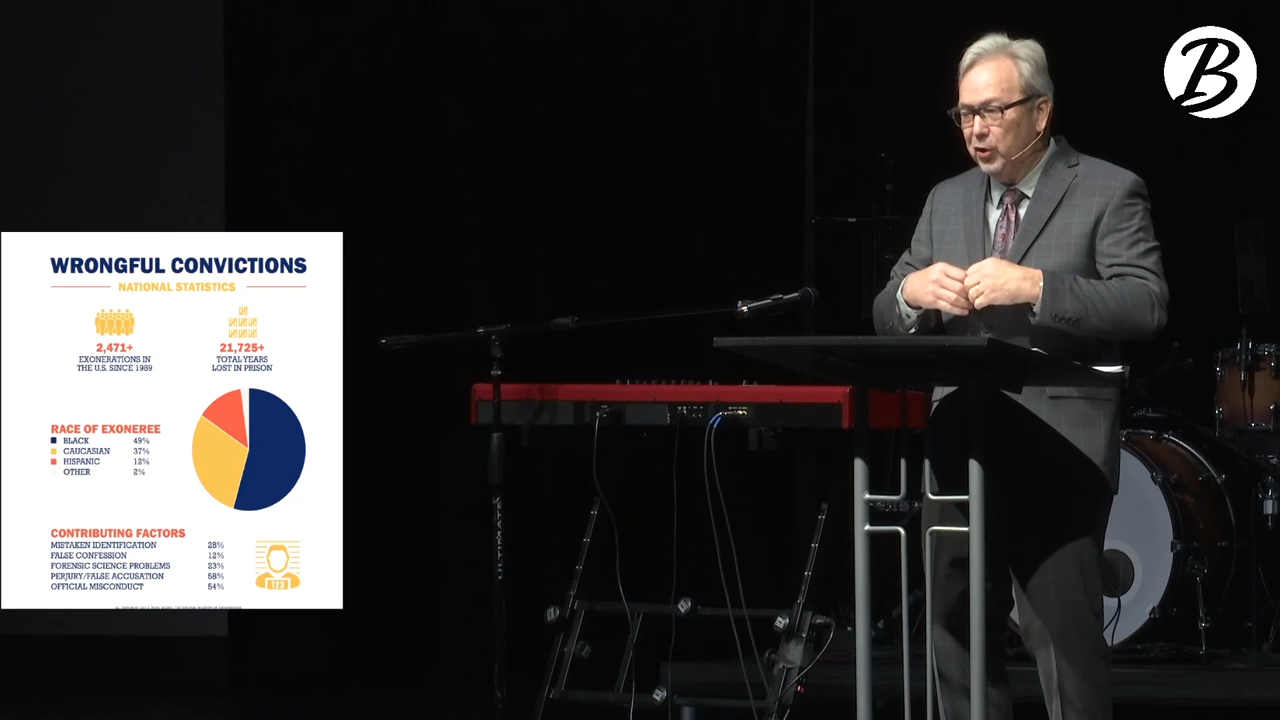 B
WRONGFUL CONVICTIONS
NATIONAL STATISTICS
2,471+
EXONERATIONS IN
THE U.S. SINCE 1989
21,725+
TOTAL YEARS
LOST IN PRISON
RACE OF EXONEREE
BLACK 49%
CAUCASIAN 37%
HISPANIC 12%
OTHER 2%
CONTRIBUTING FACTORS
MISTAKEN IDENTIFICATION 28%
FALSE CONFESSION 12%
FORENSIC SCIENCE PROBLEMS 23%
PERJURY/FALSE ACCUSATION 58%
OFFICIAL MISCONDUCT 54%
123